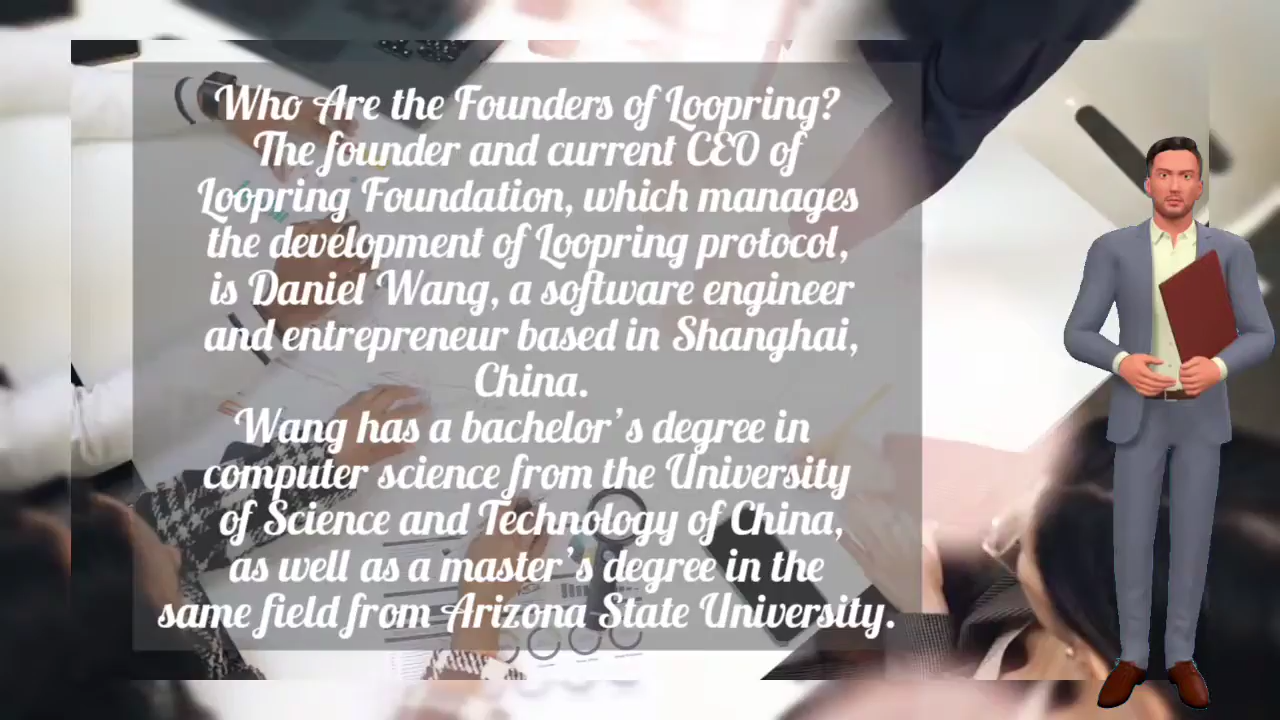 Who Are the Founders of Loopring?
The founder and current CEO of
Loopring Foundation, which manages
the development of Loopring protocol,
is Daniel Wang, a software engineer
and entrepreneur based in Shanghai,
China.
Wang has a bachelor’s degree in
computer science from the University
of Science and Technology of China,
as well as a master’s degree in the
same field from Arizona State University.